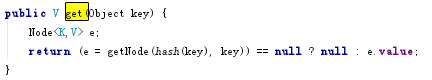 public V get(Object key) {
Node<K,V> e;
return (e = getNode(hash(key), key)) == null ? null : e.value;
}